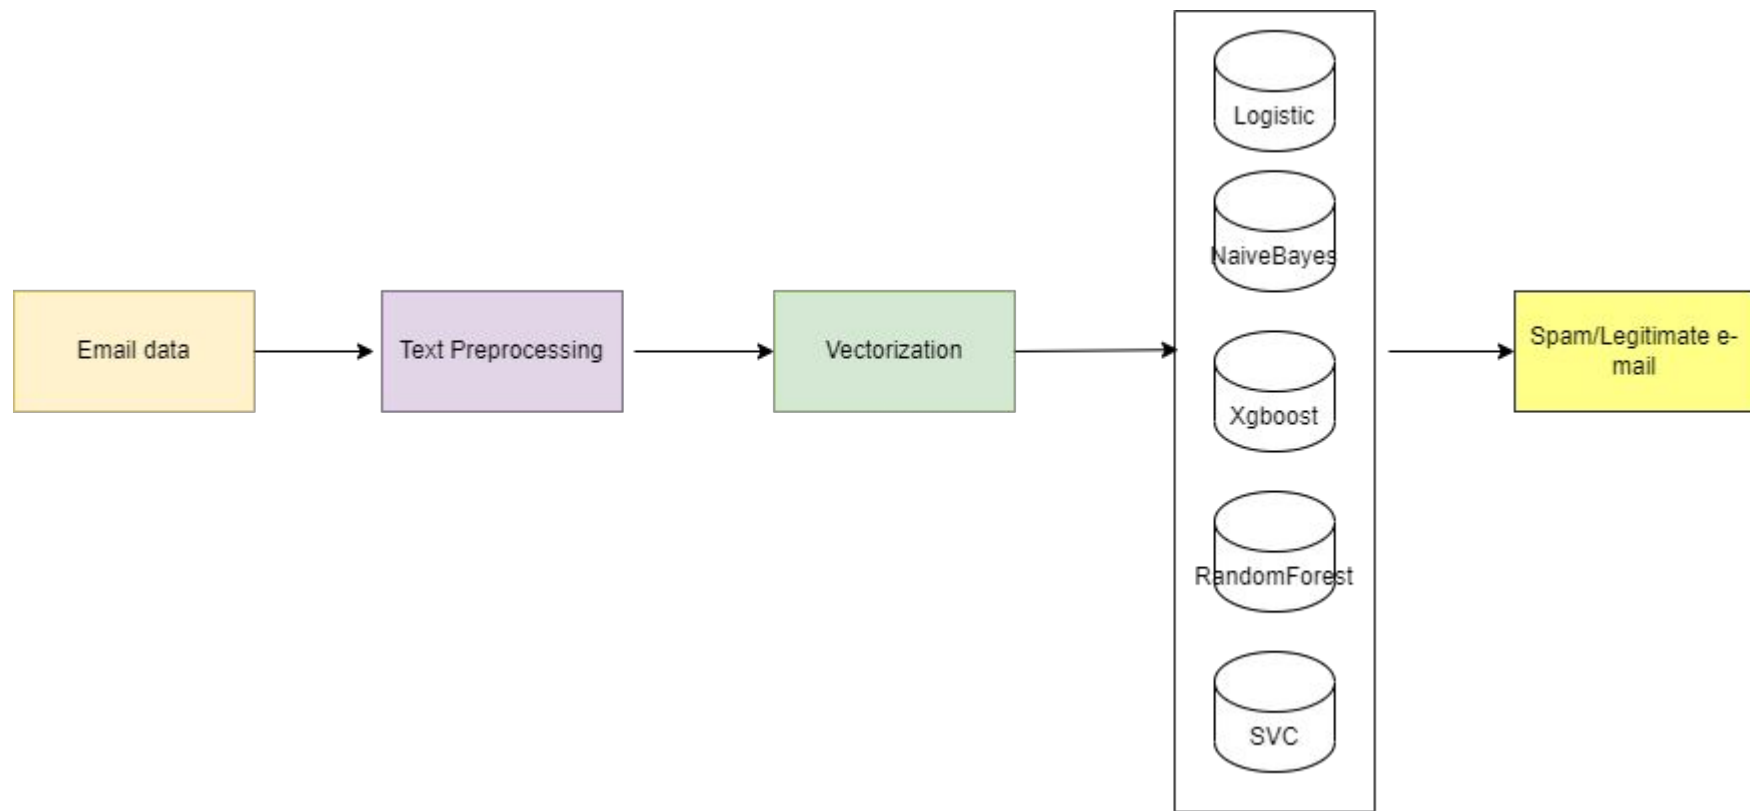 Email data
Text Preprocessing
Vectorization
Logistic
NaiveBayes
Xgboost
RandomForest
SVC
Spam/Legitimate e-
mail